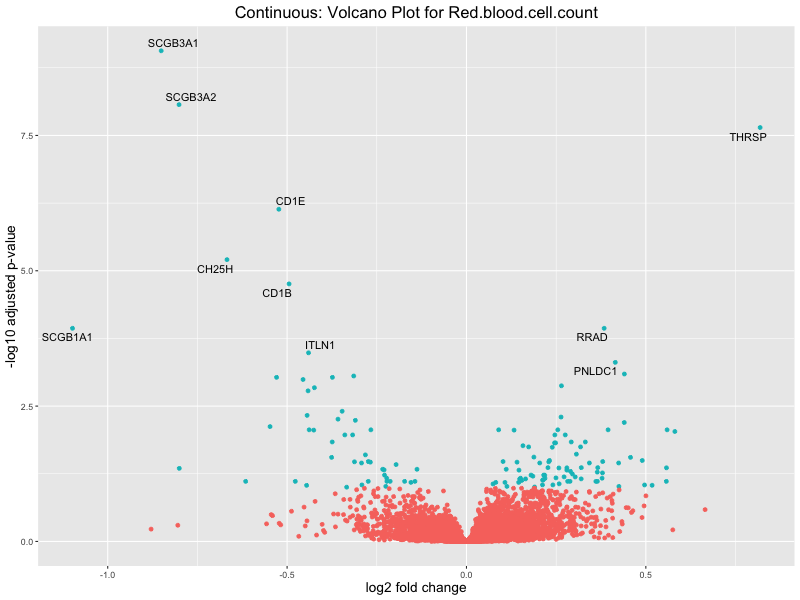 Continuous: Volcano Plot for Red.blood.cell.count
SCGB3A1
SCGB3A2
7.5
THRSP
CD1E
-log10 adjusted p-value
5.0
CH25H
CD1B
SCGB1A1
RRAD
ITLN1
PNLDC1
2.5
0.0
-1.0 -0.5 0.0 0.5
log2 fold change